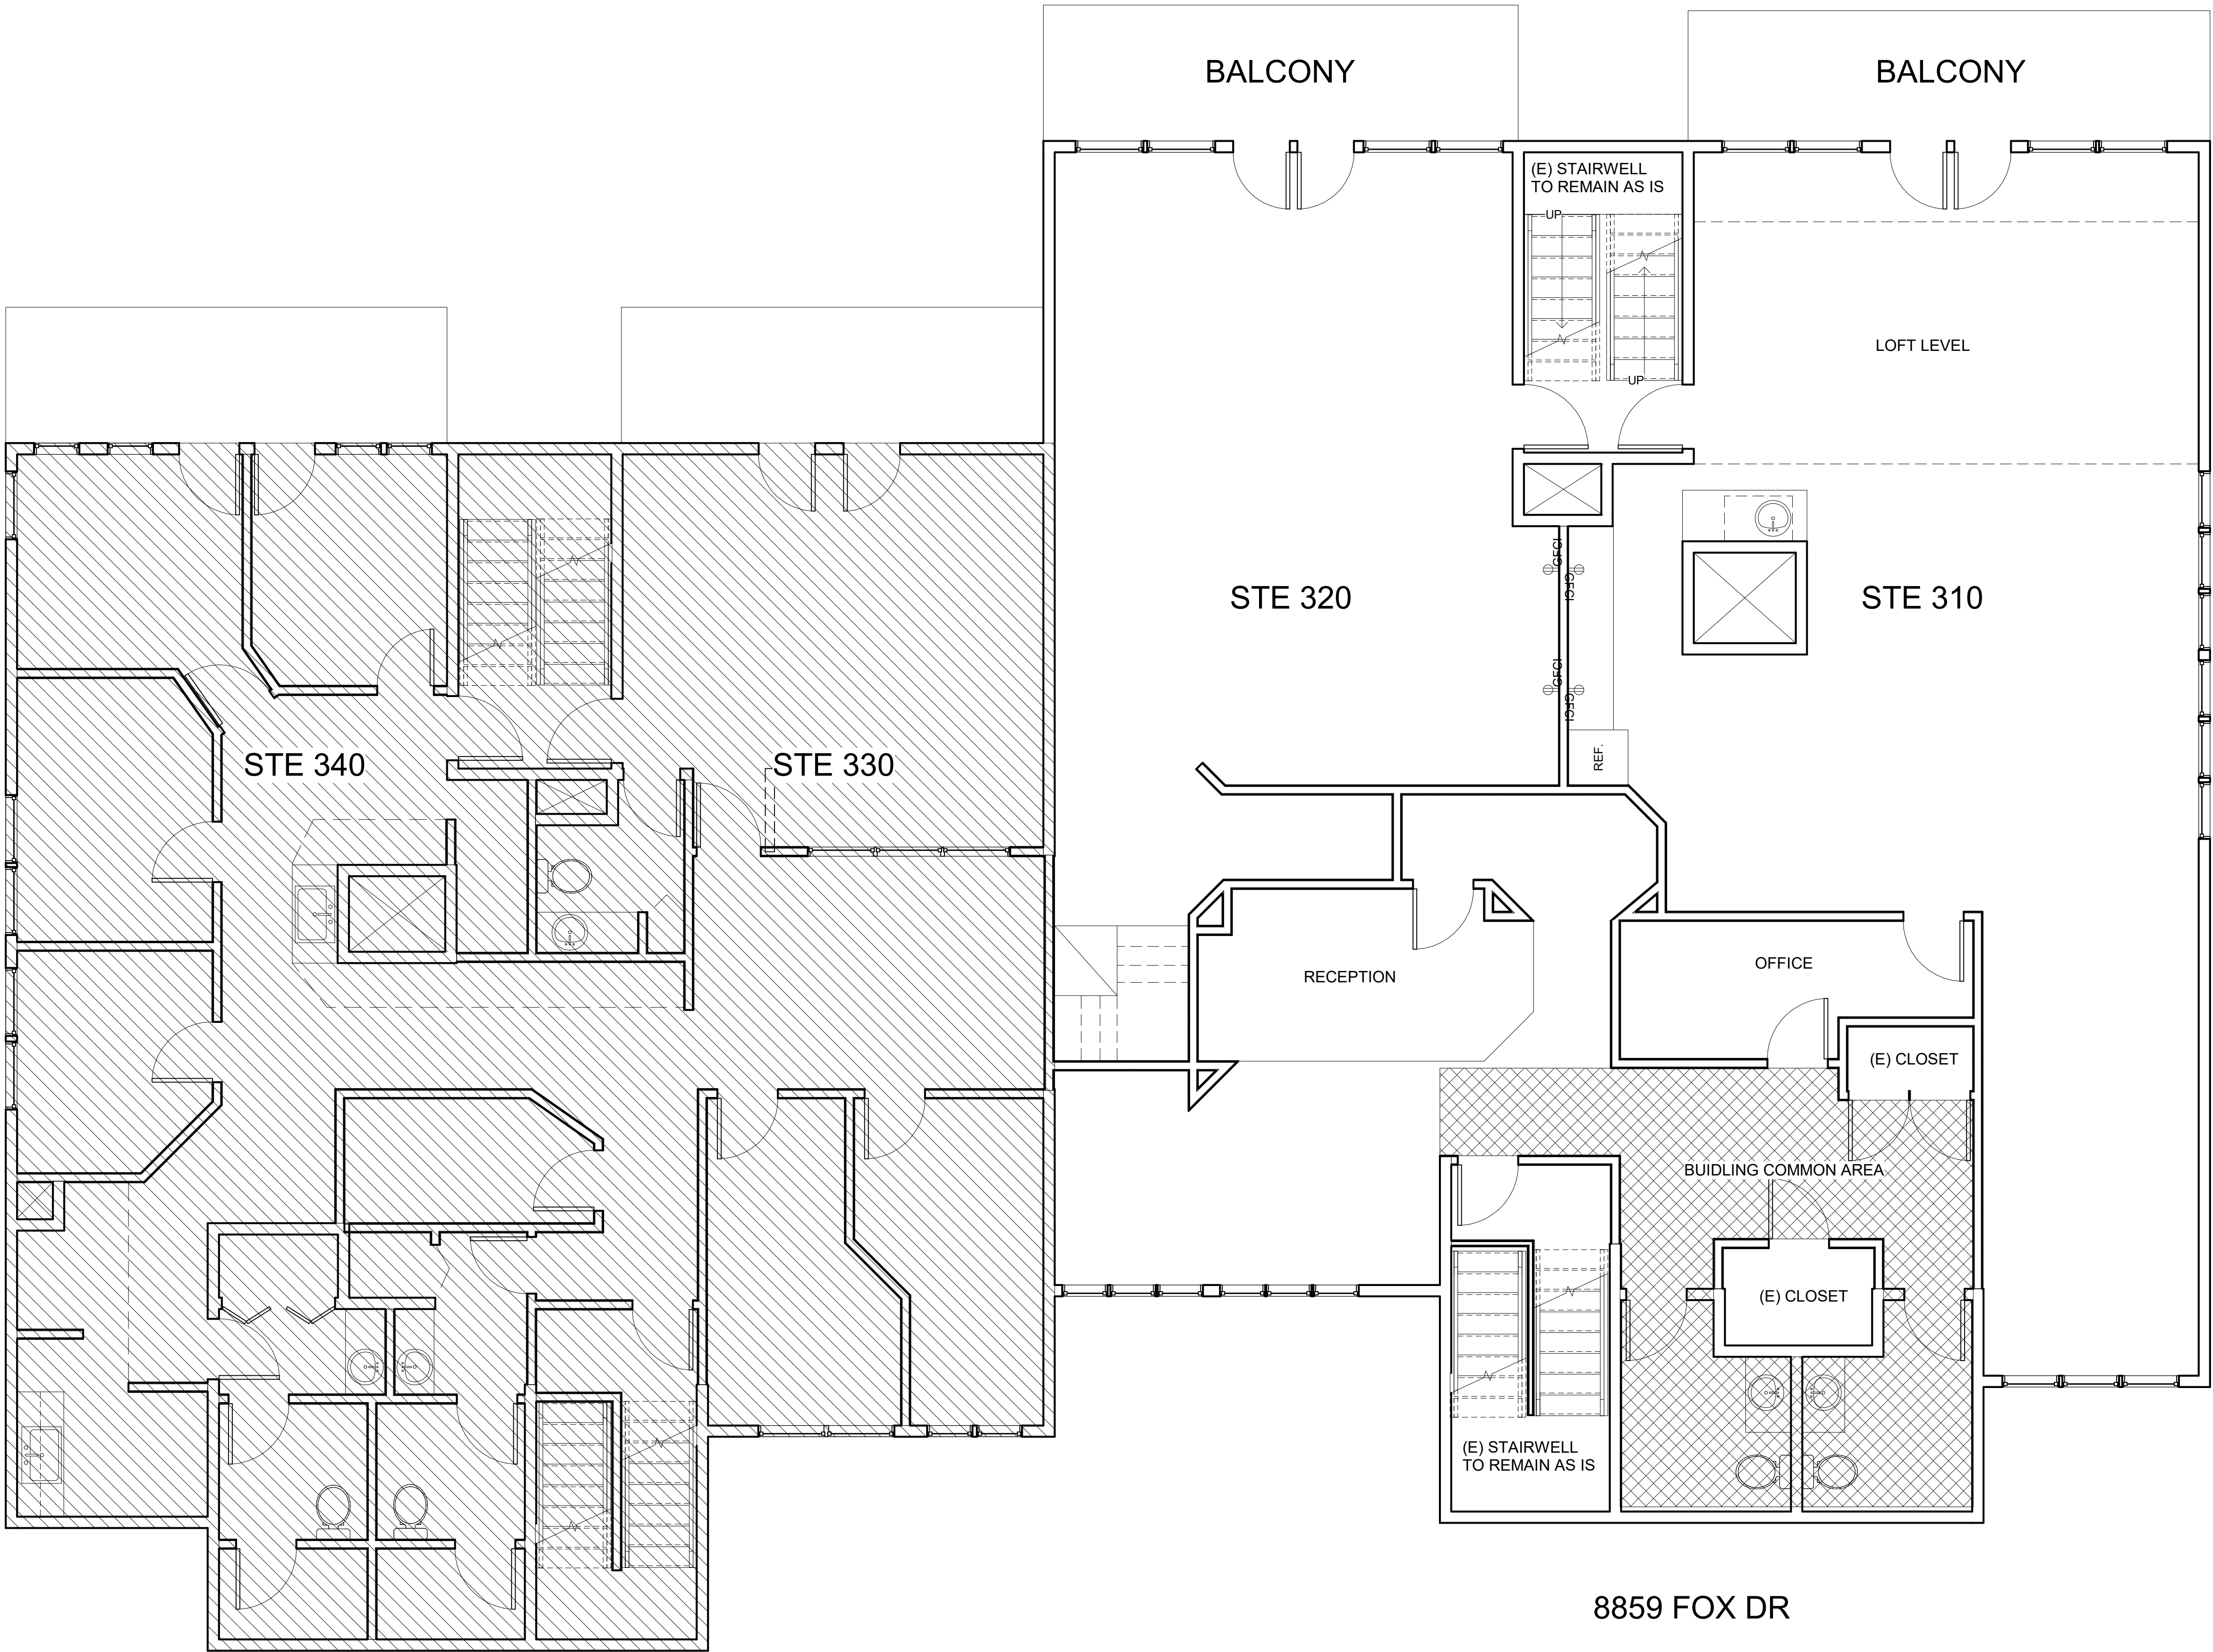 BALCONY
BALCONY
(E) STAIRWELL
TO REMAIN AS IS
UP
UP
LOFT LEVEL
GFCI
GFCI
STE 320
STE 310
GFCI
GFCI
REF.
STE 340
STE 330
RECEPTION
OFFICE
(E) CLOSET
BUIDLING COMMON AREA
(E) CLOSET
(E) STAIRWELL
TO REMAIN AS IS
8859 FOX DR